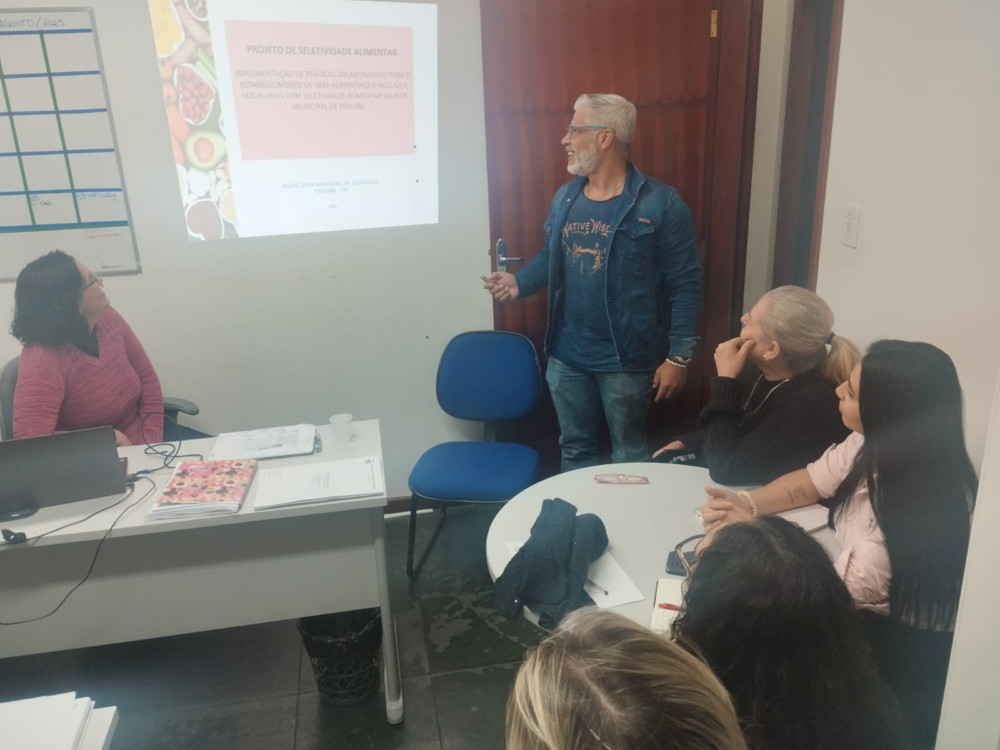 AGOSTO/2025
PROJETO DE SELETIVIDADE ALIMENTAR
IMPLEMENTAÇÃO DE PRÁTICAS COLABORATIVAS PARA O
ESTABELECIMENTO DE UMA ALIMENTAÇÃO INCLUSIVA
AOS ALUNOS COM SELETIVIDADE ALIMENTAR DA REDE
MUNICIPAL DE PERUÍBE
SECRETARIA MUNICIPAL DE EDUCAÇÃO
PERUÍBE – SP
CAE
NATIVE WISD